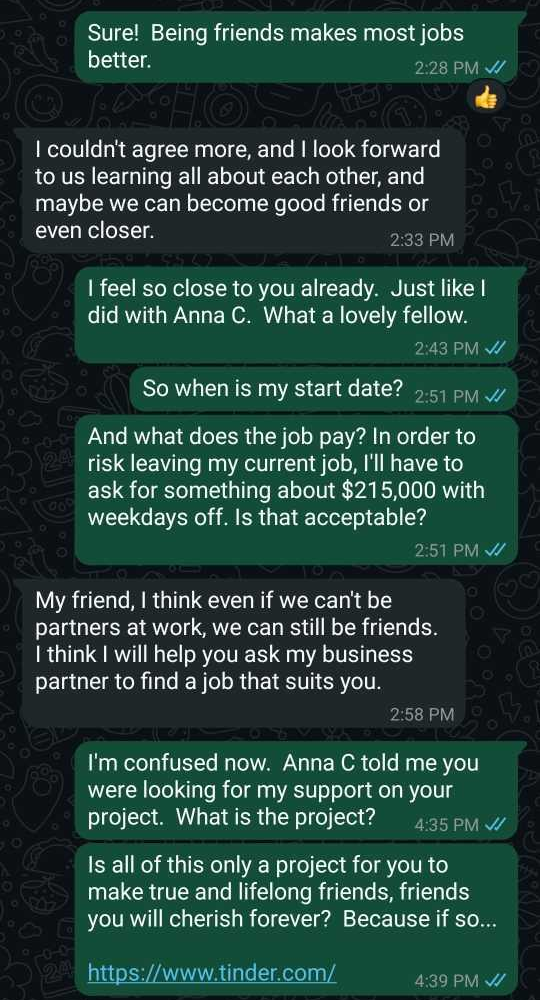 Sure!  Being friends makes most jobs
better.
2:28 PM
I couldn't agree more, and I look forward
to us learning all about each other, and
maybe we can become good friends or
even closer.
2:33 PM
I feel so close to you already.  Just like I
did with Anna C.  What a lovely fellow.
2:43 PM
So when is my start date? 2:51 PM
And what does the job pay? In order to
risk leaving my current job, I'll have to
ask for something about $215,000 with
weekdays off. Is that acceptable?
2:51 PM
My friend, I think even if we can't be
partners at work, we can still be friends.
I think I will help you ask my business
partner to find a job that suits you.
2:58 PM
I'm confused now.  Anna C told me you
were looking for my support on your
project.  What is the project? 4:35 PM
Is all of this only a project for you to
make true and lifelong friends, friends
you will cherish forever?  Because if so...
https://www.tinder.com/ 4:39 PM